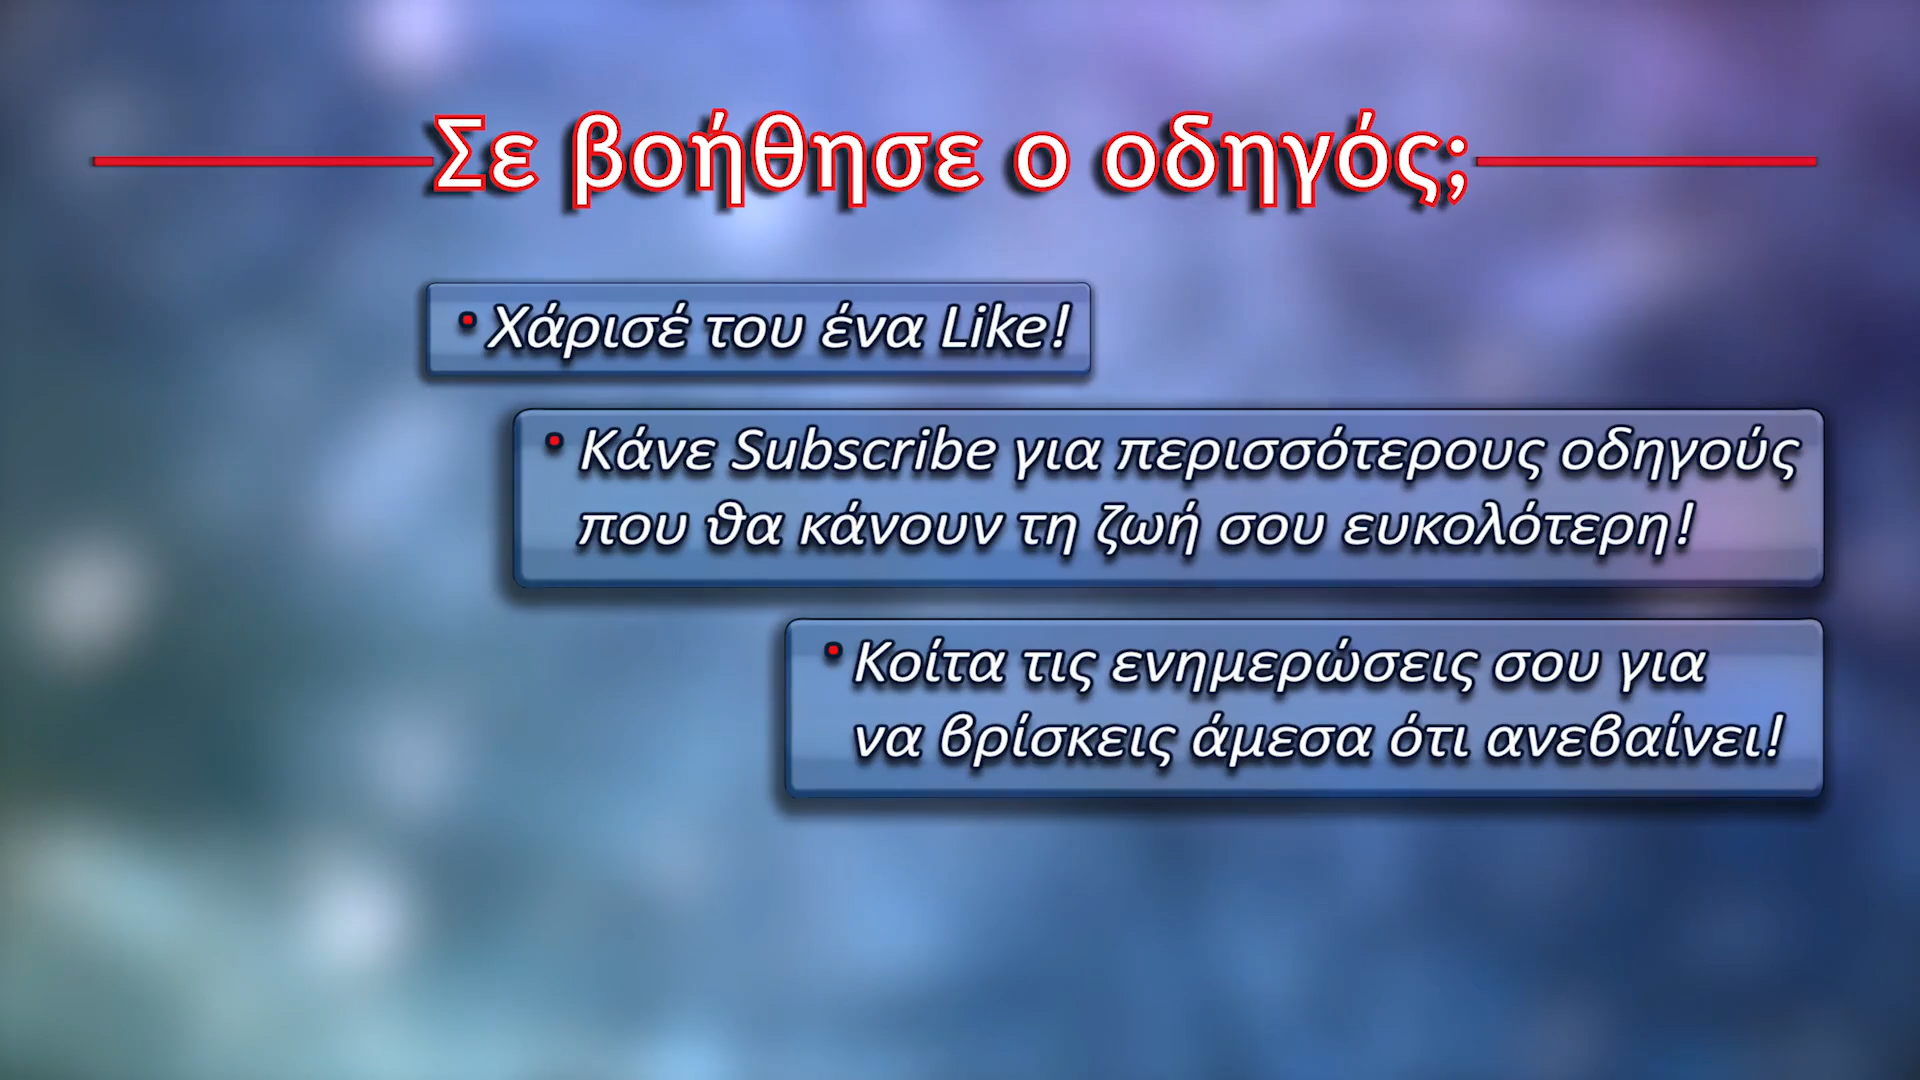 Σε βοήθησε ο οδηγός;
• Χάρισέ του ένα Like!
• Κάνε Subscribe για περισσότερους οδηγούς
που θα κάνουν τη ζωή σου ευκολότερη!
• Κοίτα τις ενημερώσεις σου για
να βρίσκεις άμεσα ότι ανεβαίνει!